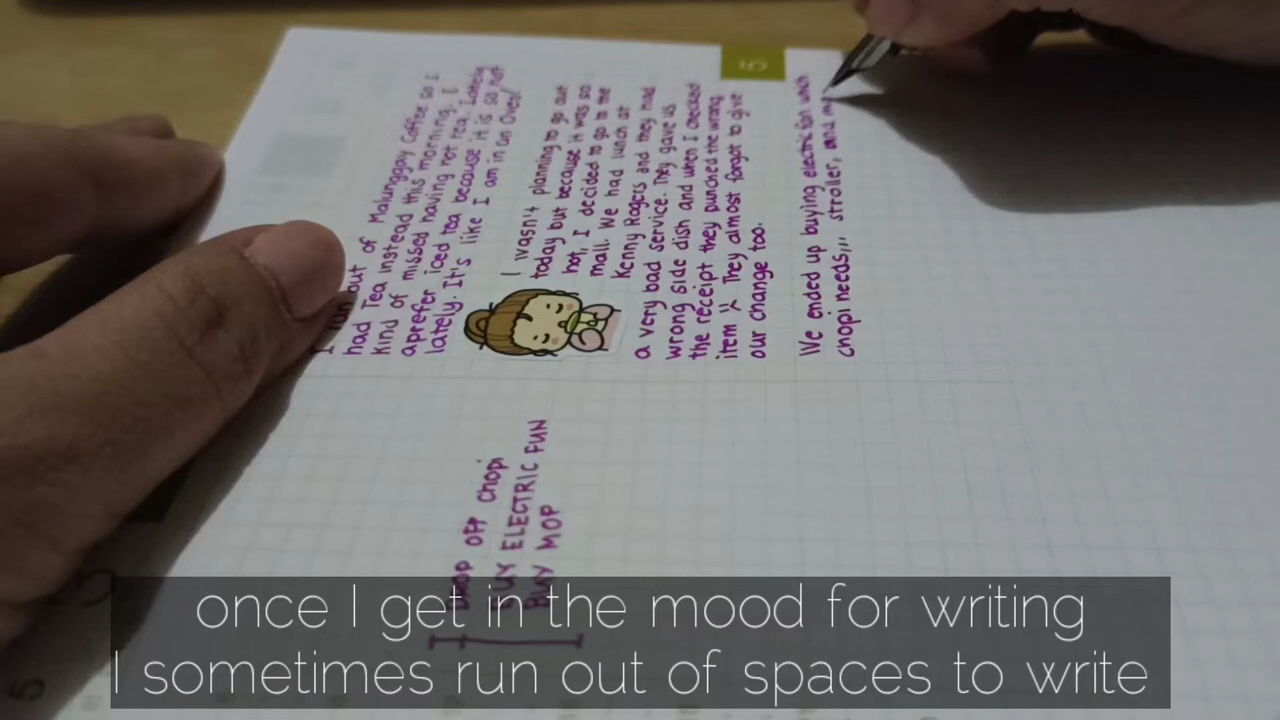 I run out of Malunggay Coffee so I
had Tea instead this morning. I
kind of missed having hot tea. I
aprefer iced tea because it is so hot
lately. It's like I am in an Oven!
I wasn't planning to go out
today but because it was so
hot, I decided to go to the
mall. We had lunch at
Kenny Rogers and they had
a very bad service. They gave us
wrong side dish and when I checked
the receipt they punched the wrong
item They almost forgot to give
our change too.
We ended up buying electric fan which
chopi needs,,, stroller, and
5
DROP OFF chopi
BUY ELECTRIC FUN
BUY MOP
5
once I get in the mood for writing
I sometimes run out of spaces to write